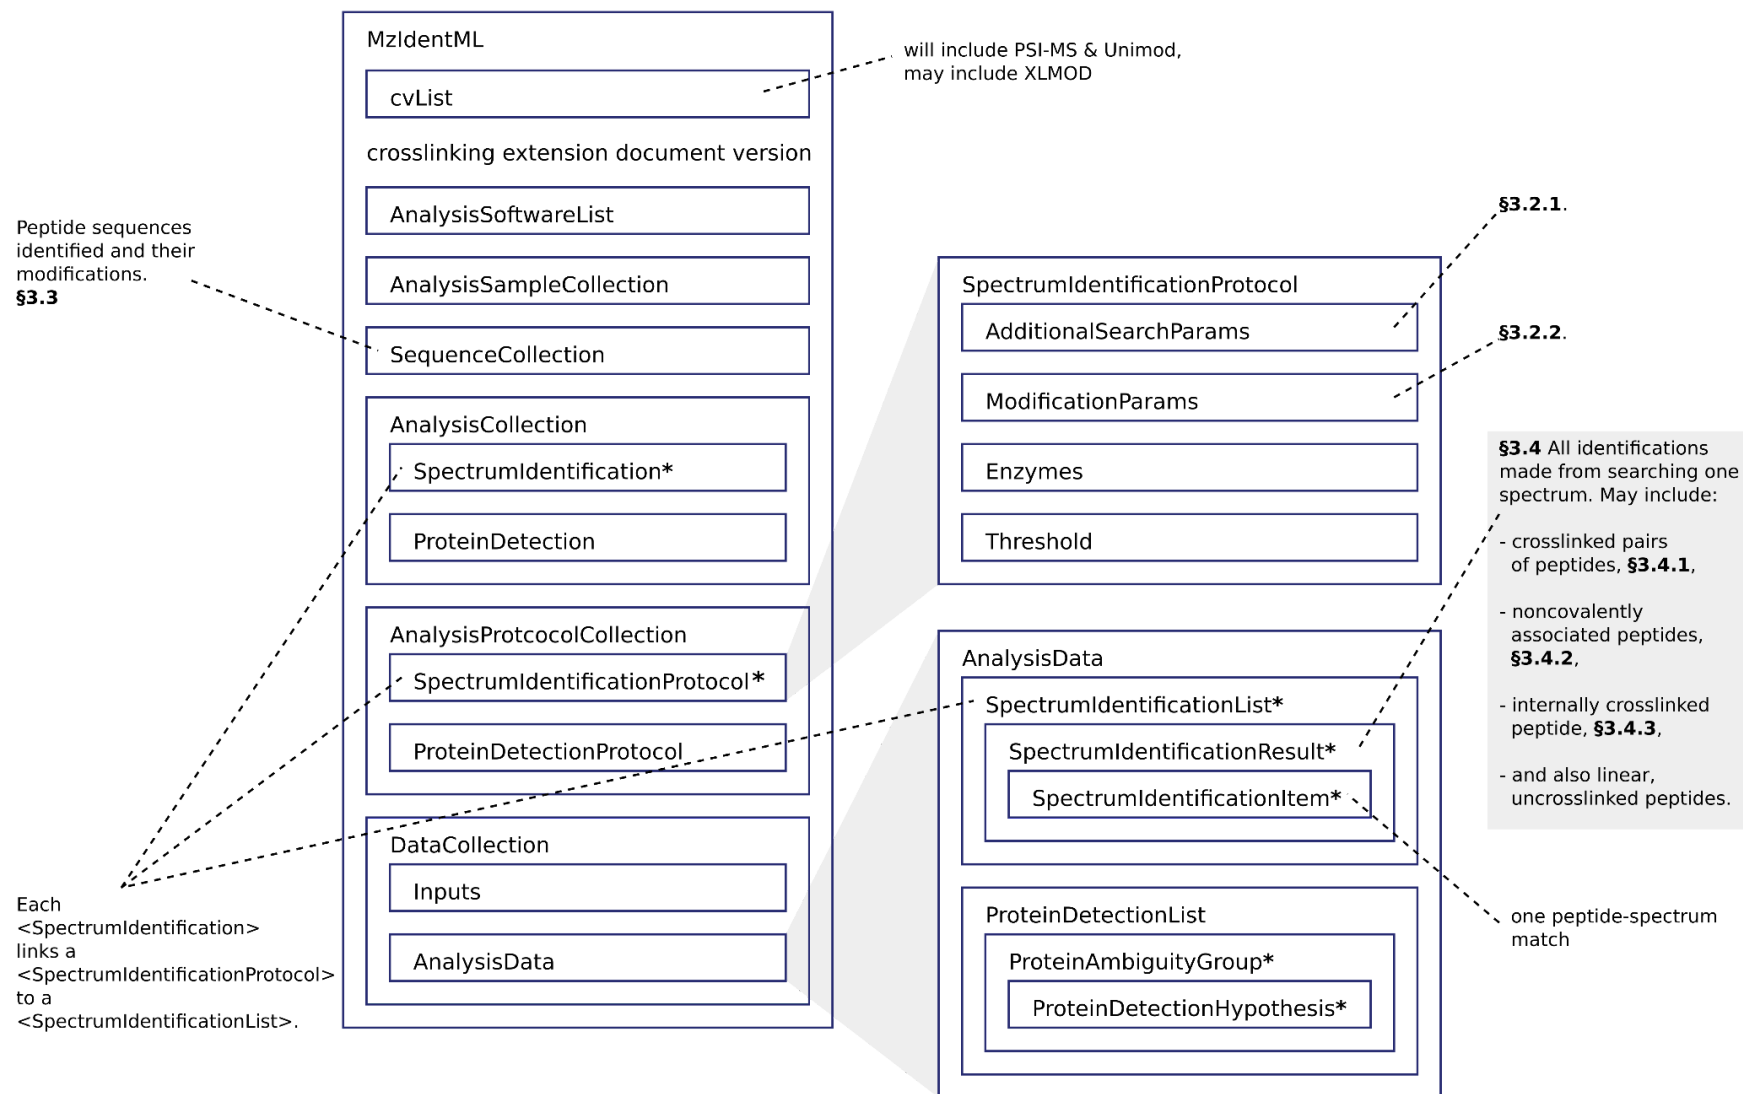 MzIdentML
cvList
will include PSI-MS & Unimod,
may include XLMOD
crosslinking extension document version
AnalysisSoftwareList
AnalysisSampleCollection
SequenceCollection
Peptide sequences
identified and their
modifications.
§3.3
AnalysisCollection
SpectrumIdentification*
ProteinDetection
AnalysisProtcocolCollection
SpectrumIdentificationProtocol*
ProteinDetectionProtocol
DataCollection
Inputs
AnalysisData
Each
<SpectrumIdentification>
links a
<SpectrumIdentificationProtocol>
to a
<SpectrumIdentificationList>.
SpectrumIdentificationProtocol
AdditionalSearchParams
§3.2.1.
ModificationParams
§3.2.2.
Enzymes
Threshold
AnalysisData
SpectrumIdentificationList*
SpectrumIdentificationResult*
SpectrumIdentificationItem*
ProteinDetectionList
ProteinAmbiguityGroup*
ProteinDetectionHypothesis*
§3.4 All identifications
made from searching one
spectrum. May include:
- crosslinked pairs
of peptides, §3.4.1,
- noncovalently
associated peptides,
§3.4.2,
- internally crosslinked
peptide, §3.4.3,
- and also linear,
uncrosslinked peptides.
one peptide-spectrum
match